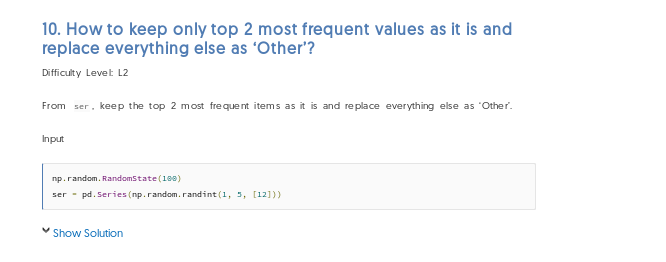 10. How to keep only top 2 most frequent values as it is and
replace everything else as ‘Other’?
Difficulty Level: L2
From ser, keep the top 2 most frequent items as it is and replace everything else as ‘Other’.
Input
np.random.RandomState(100)
ser = pd.Series(np.random.randint(1, 5, [12]))
Show Solution